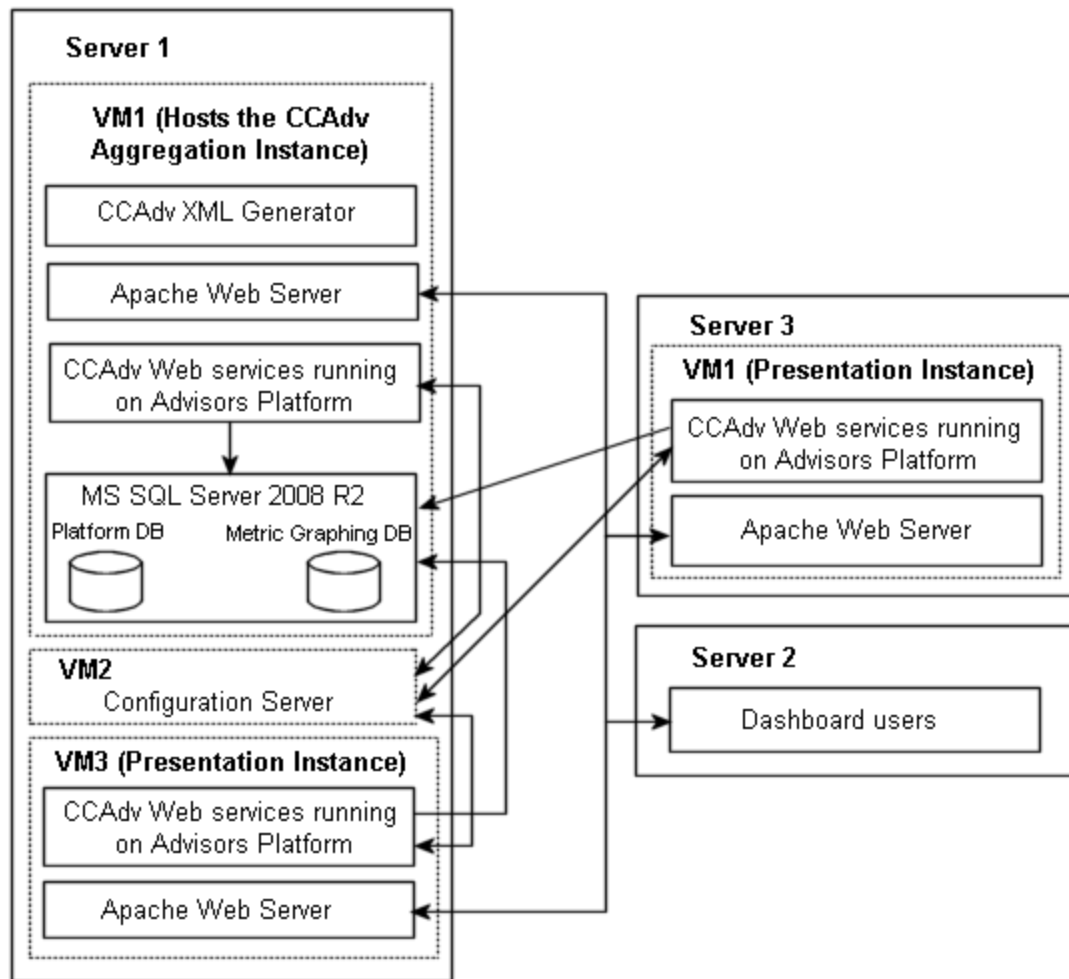 Server 1
VM1 (Hosts the CCAdv
Aggregation Instance)
CCAdv XML Generator
Apache Web Server
CCAdv Web services running
on Advisors Platform
MS SQL Server 2008 R2
Platform DB
Metric Graphing DB
VM2
Configuration Server
VM3 (Presentation Instance)
CCAdv Web services running
on Advisors Platform
Apache Web Server
Server 3
VM1 (Presentation Instance)
CCAdv Web services running
on Advisors Platform
Apache Web Server
Server 2
Dashboard users